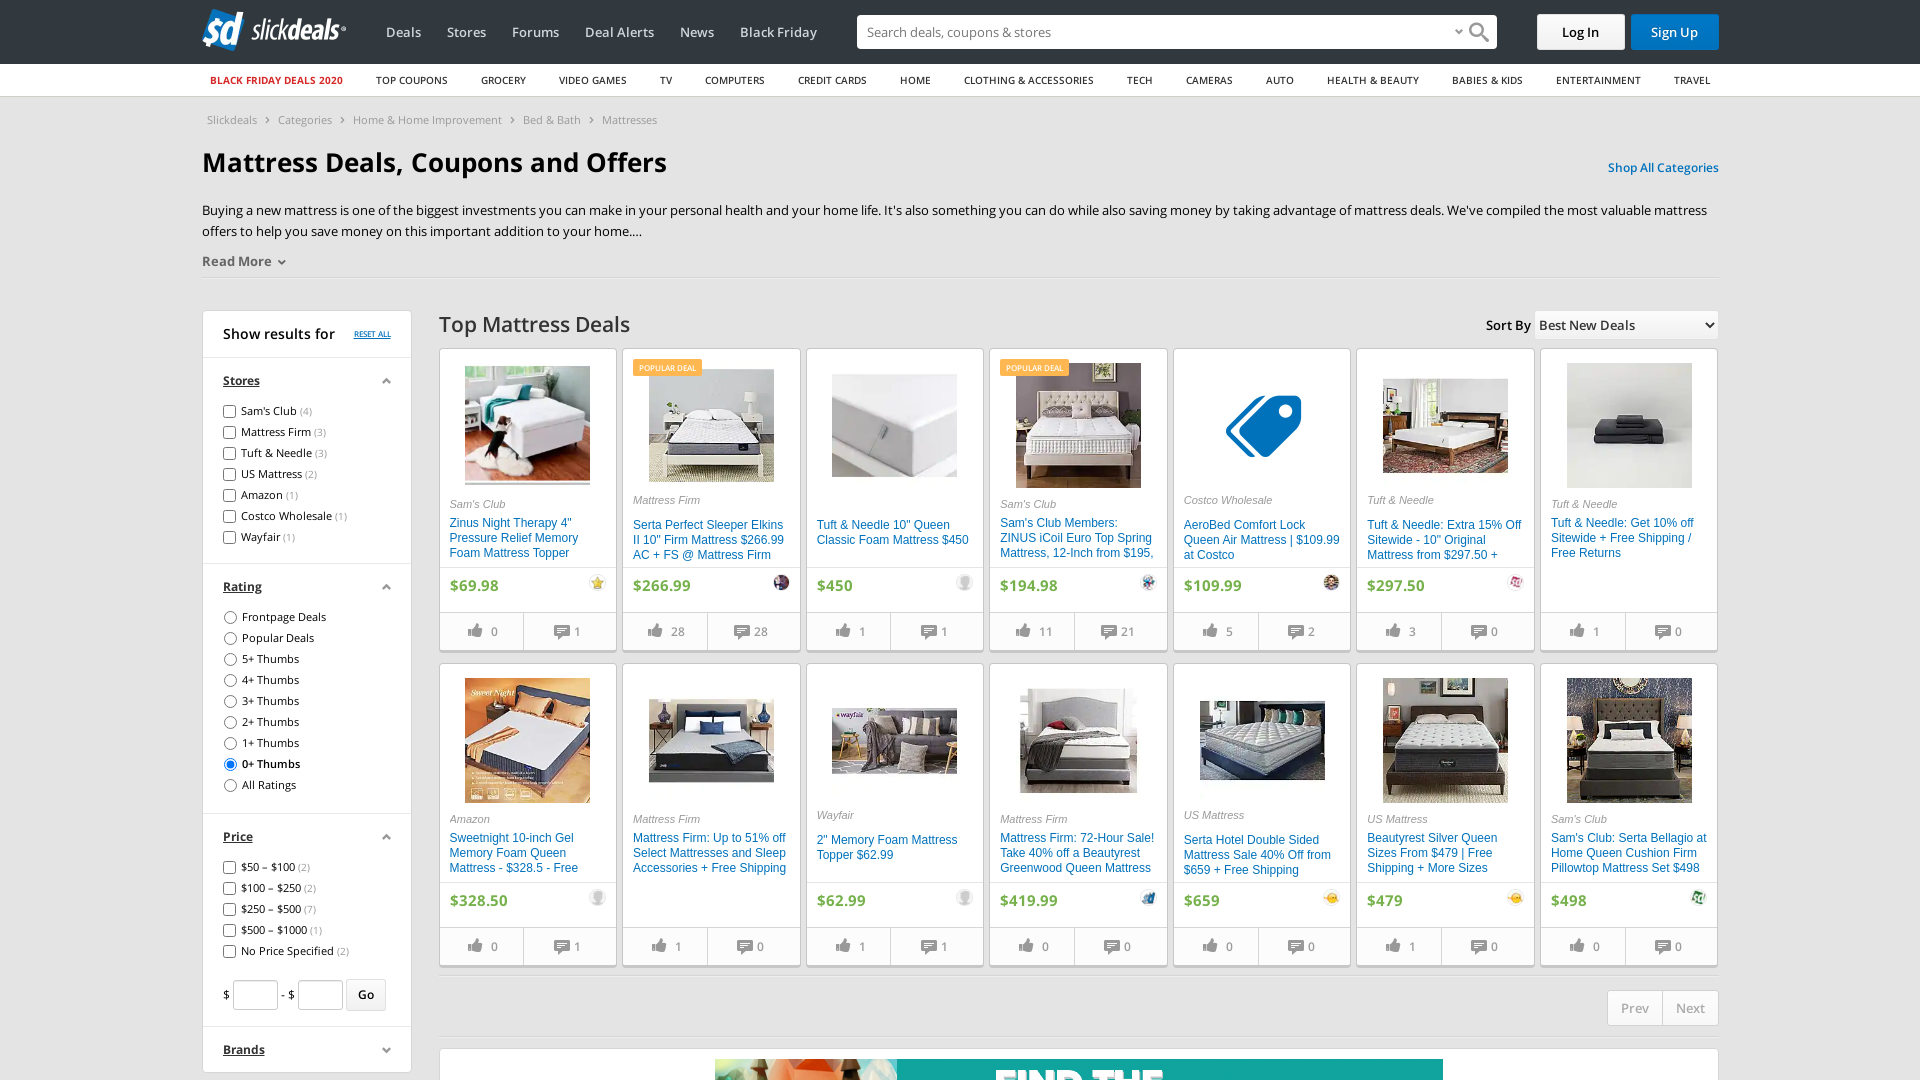 sd slickdeals
Deals
Stores
Forums
Deal Alerts
News
Black Friday
Search deals, coupons & stores
Log In
Sign Up
BLACK FRIDAY DEALS 2020
TOP COUPONS
GROCERY
VIDEO GAMES
TV
COMPUTERS
CREDIT CARDS
HOME
CLOTHING & ACCESSORIES
TECH
CAMERAS
AUTO
HEALTH & BEAUTY
BABIES & KIDS
ENTERTAINMENT
TRAVEL
Slickdeals > Categories > Home & Home Improvement > Bed & Bath > Mattresses
Mattress Deals, Coupons and Offers
Shop All Categories
Buying a new mattress is one of the biggest investments you can make in your personal health and your home life. It's also something you can do while also saving money by taking advantage of mattress deals. We've compiled the most valuable mattress
offers to help you save money on this important addition to your home.…
Read More
Show results for
RESET ALL
Stores
Sam's Club (4)
Mattress Firm (3)
Tuft & Needle (3)
US Mattress (2)
Amazon (1)
Costco Wholesale (1)
Wayfair (1)
Rating
Frontpage Deals
Popular Deals
5+ Thumbs
4+ Thumbs
3+ Thumbs
2+ Thumbs
1+ Thumbs
0+ Thumbs
All Ratings
Price
$50 – $100 (2)
$100 – $250 (2)
$250 – $500 (7)
$500 – $1000 (1)
No Price Specified (2)
$ - $ Go
Brands
Top Mattress Deals
Sort By
Best New Deals
Sam's Club
Zinus Night Therapy 4"
Pressure Relief Memory
Foam Mattress Topper
$69.98
0
1
POPULAR DEAL
Mattress Firm
Serta Perfect Sleeper Elkins
II 10" Firm Mattress $266.99
AC + FS @ Mattress Firm
$266.99
28
28
Tuft & Needle 10" Queen
Classic Foam Mattress $450
$450
1
1
POPULAR DEAL
Sam's Club
Sam's Club Members:
ZINUS iCoil Euro Top Spring
Mattress, 12-Inch from $195,
$194.98
11
21
Costco Wholesale
AeroBed Comfort Lock
Queen Air Mattress | $109.99
at Costco
$109.99
5
2
Tuft & Needle
Tuft & Needle: Extra 15% Off
Sitewide - 10" Original
Mattress from $297.50 +
$297.50
3
0
Tuft & Needle
Tuft & Needle: Get 10% off
Sitewide + Free Shipping /
Free Returns
1
0
Sweet Night
Amazon
Sweetnight 10-inch Gel
Memory Foam Queen
Mattress - $328.5 - Free
$328.50
0
1
Mattress Firm
Mattress Firm: Up to 51% off
Select Mattresses and Sleep
Accessories + Free Shipping
1
0
wayfair
Wayfair
2" Memory Foam Mattress
Topper $62.99
$62.99
1
1
Mattress Firm
Mattress Firm: 72-Hour Sale!
Take 40% off a Beautyrest
Greenwood Queen Mattress
$419.99
0
0
US Mattress
Serta Hotel Double Sided
Mattress Sale 40% Off from
$659 + Free Shipping
$659
0
0
US Mattress
Beautyrest Silver Queen
Sizes From $479 | Free
Shipping + More Sizes
$479
1
0
Sam's Club
Sam's Club: Serta Bellagio at
Home Queen Cushion Firm
Pillowtop Mattress Set $498
$498
0
0
Prev
Next
FIND THE